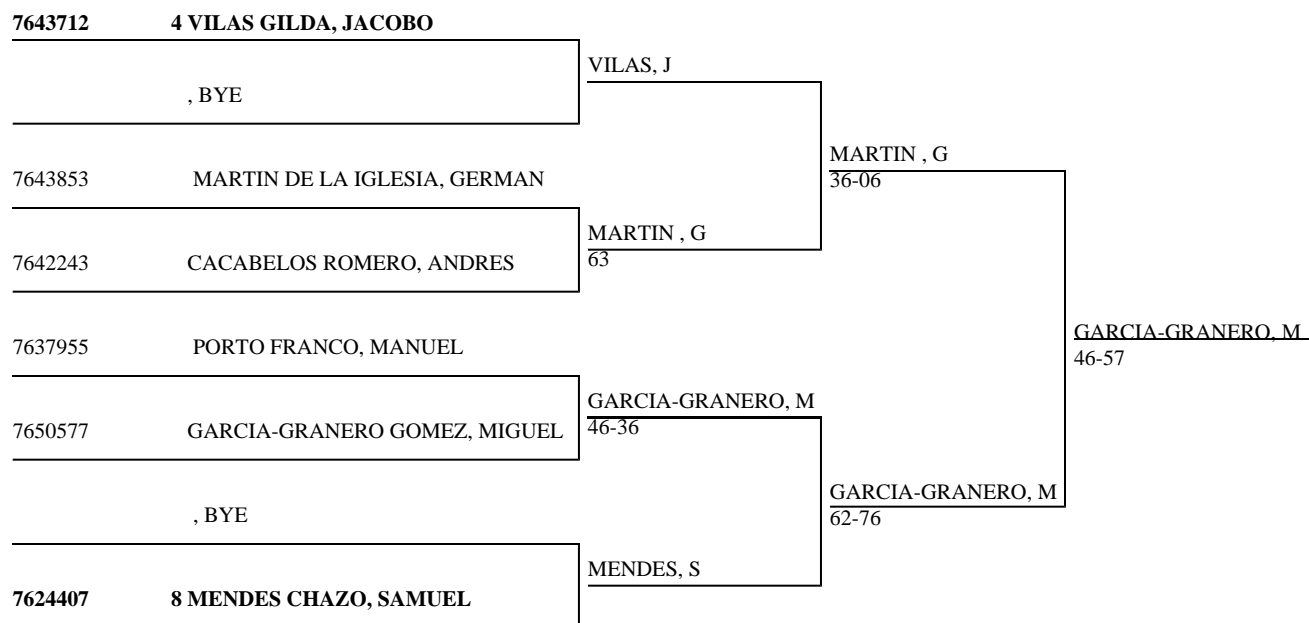 7643712 4 VILAS GILDA, JACOBO
VILAS, J
, BYE
MARTIN , G
36-06
7643853 MARTIN DE LA IGLESIA, GERMAN
MARTIN , G
63
7642243 CACABELOS ROMERO, ANDRES
GARCIA-GRANERO, M
46-57
7637955 PORTO FRANCO, MANUEL
GARCIA-GRANERO, M
46-36
7650577 GARCIA-GRANERO GOMEZ, MIGUEL
GARCIA-GRANERO, M
62-76
, BYE
MENDES, S
7624407 8 MENDES CHAZO, SAMUEL